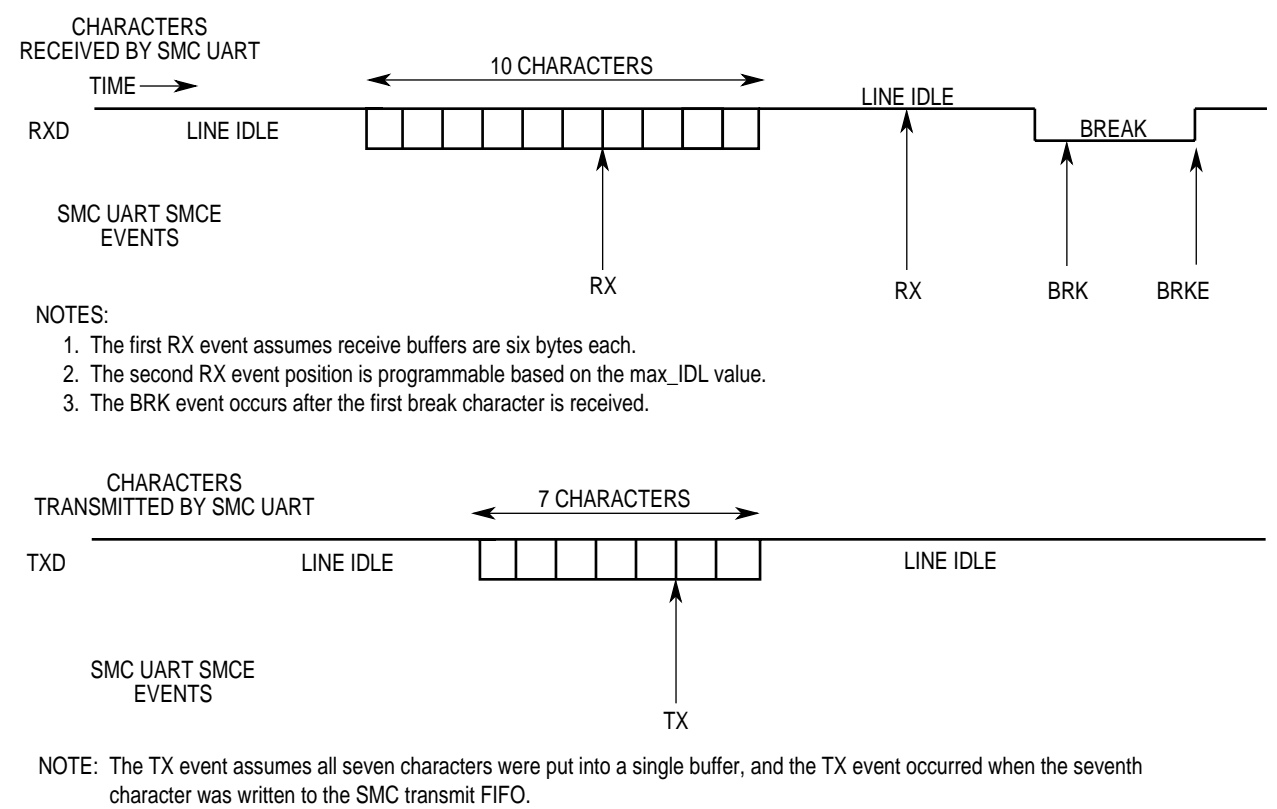 CHARACTERS
RECEIVED BY SMC UART
10 CHARACTERS
TIME
LINE IDLE
RXD
LINE IDLE
BREAK
SMC UART SMCE
EVENTS
RX
RX
BRK
BRKE
NOTES:
1. The first RX event assumes receive buffers are six bytes each.
2. The second RX event position is programmable based on the max_IDL value.
3. The BRK event occurs after the first break character is received.
CHARACTERS
TRANSMITTED BY SMC UART
7 CHARACTERS
TXD
LINE IDLE
LINE IDLE
SMC UART SMCE
EVENTS
TX
NOTE: The TX event assumes all seven characters were put into a single buffer, and the TX event occurred when the seventh
character was written to the SMC transmit FIFO.